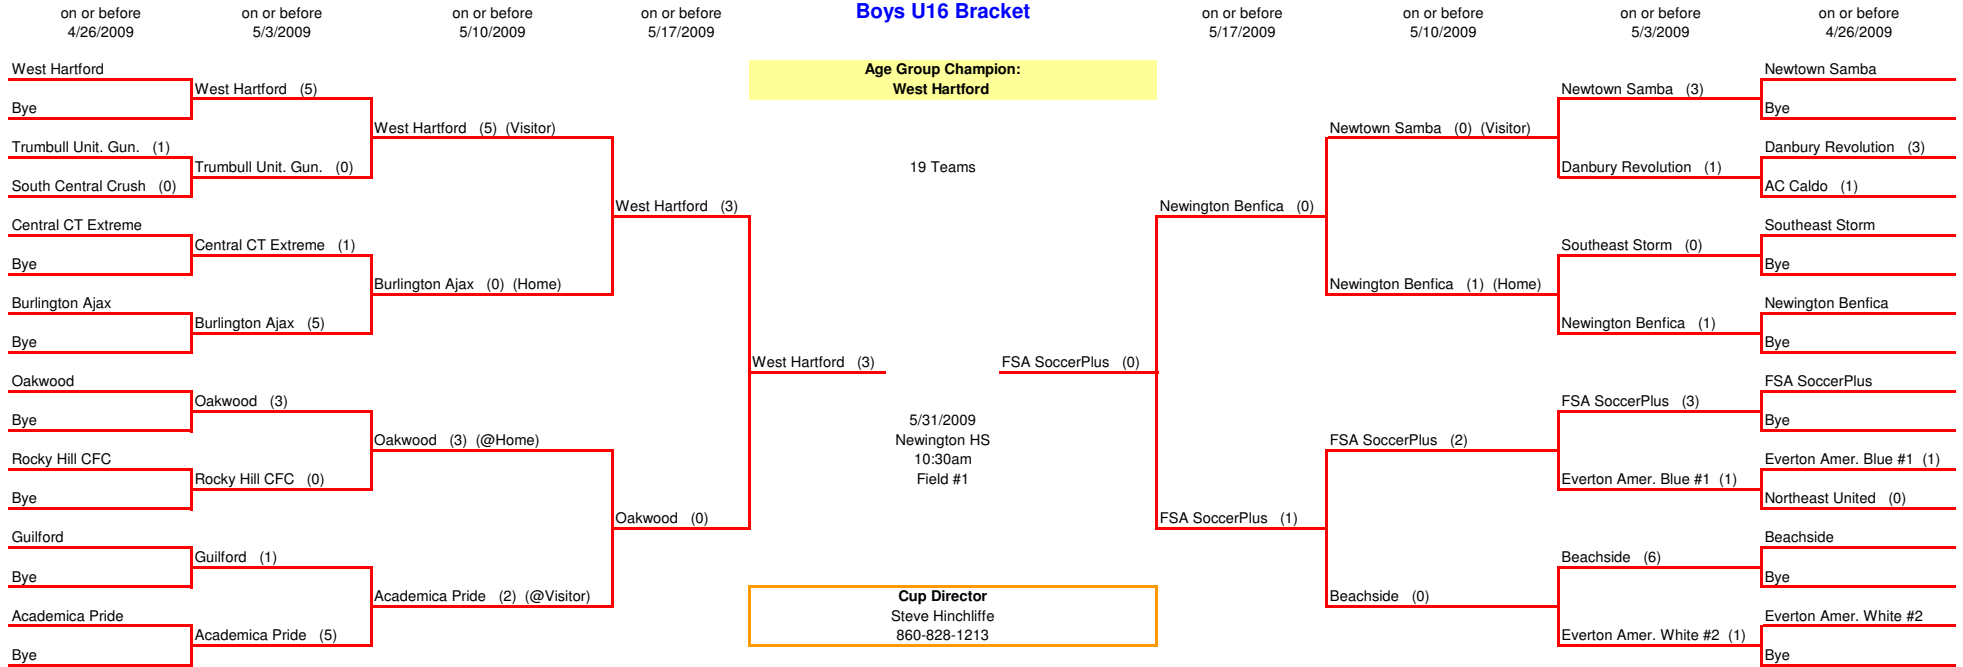 Boys U16 Bracket
on or before
4/26/2009
on or before
5/3/2009
on or before
5/10/2009
on or before
5/17/2009
on or before
5/17/2009
on or before
5/10/2009
on or before
5/3/2009
on or before
4/26/2009
West Hartford
Bye
Trumbull Unit. Gun. (1)
South Central Crush (0)
Central CT Extreme
Bye
Burlington Ajax
Bye
Oakwood
Bye
Rocky Hill CFC
Bye
Guilford
Bye
Academica Pride
Bye
West Hartford (5)
Trumbull Unit. Gun. (0)
Central CT Extreme (1)
Burlington Ajax (5)
Oakwood (3)
Rocky Hill CFC (0)
Guilford (1)
Academica Pride (5)
West Hartford (5) (Visitor)
Burlington Ajax (0) (Home)
Oakwood (3) (@Home)
Academica Pride (2) (@Visitor)
West Hartford (3)
Oakwood (0)
West Hartford (3)
Age Group Champion:
West Hartford
19 Teams
5/31/2009
Newington HS
10:30am
Field #1
Cup Director
Steve Hinchliffe
860-828-1213
FSA SoccerPlus (0)
Newington Benfica (0)
FSA SoccerPlus (1)
Newtown Samba (0) (Visitor)
Newington Benfica (1) (Home)
FSA SoccerPlus (2)
Beachside (0)
Newtown Samba (3)
Danbury Revolution (1)
Southeast Storm (0)
Newington Benfica (1)
FSA SoccerPlus (3)
Everton Amer. Blue #1 (1)
Beachside (6)
Everton Amer. White #2 (1)
Newtown Samba
Bye
Danbury Revolution (3)
AC Caldo (1)
Southeast Storm
Bye
Newington Benfica
Bye
FSA SoccerPlus
Bye
Everton Amer. Blue #1 (1)
Northeast United (0)
Beachside
Bye
Everton Amer. White #2
Bye